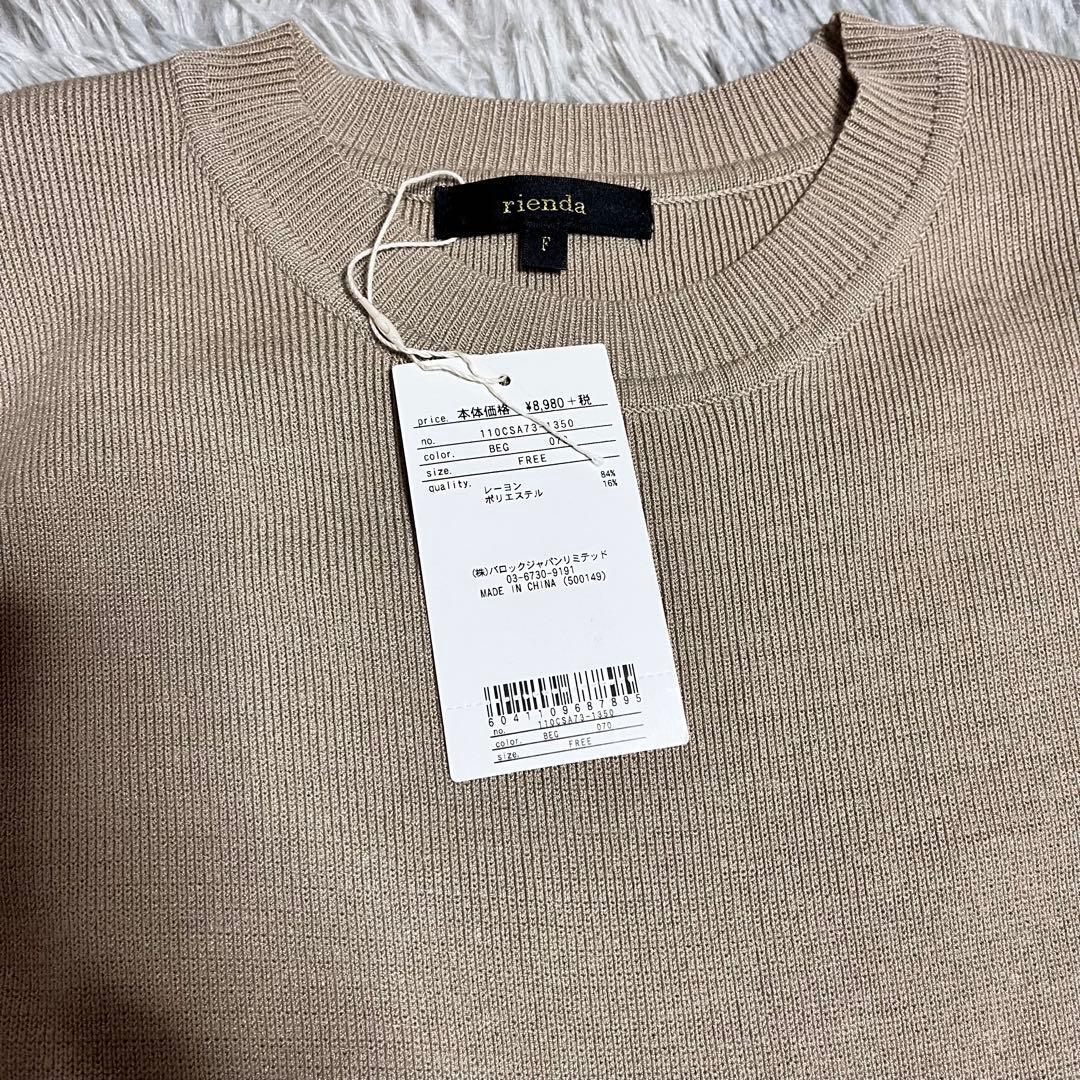 rienda
F
price. 本体価格 ¥8,980+税
no. 110CSA73-1350
color. BEG 07
size. FREE
quality. レーヨン 84%
ポリエステル 16%
(株)バロックジャパンリミテッド
03-6730-9191
MADE IN CHINA (500149)
6041109687895
no. 110CSA73-1350
color. BEG 070
size. FREE